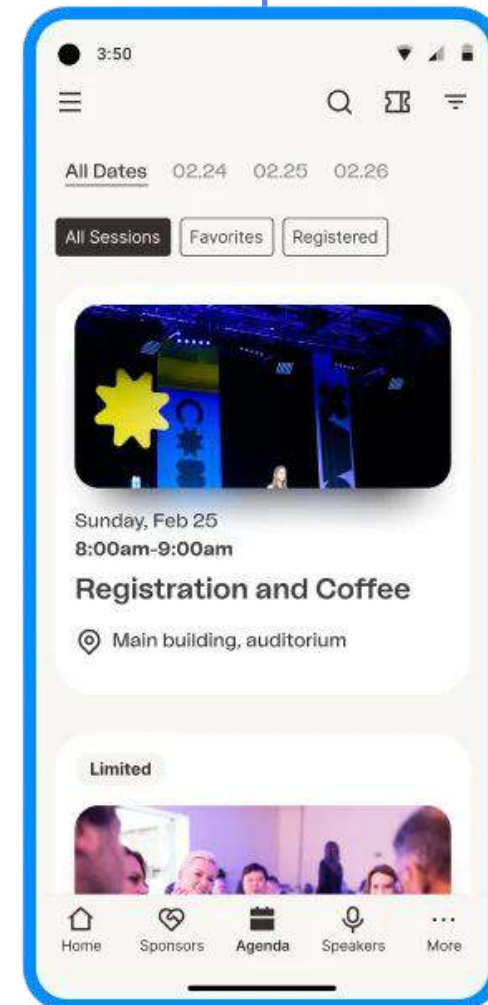 3:50
All Dates 02.24 02.25 02.26
All Sessions Favorites Registered
Sunday, Feb 25
8:00am-9:00am
Registration and Coffee
Main building, auditorium
Limited
Home Sponsors Agenda Speakers More